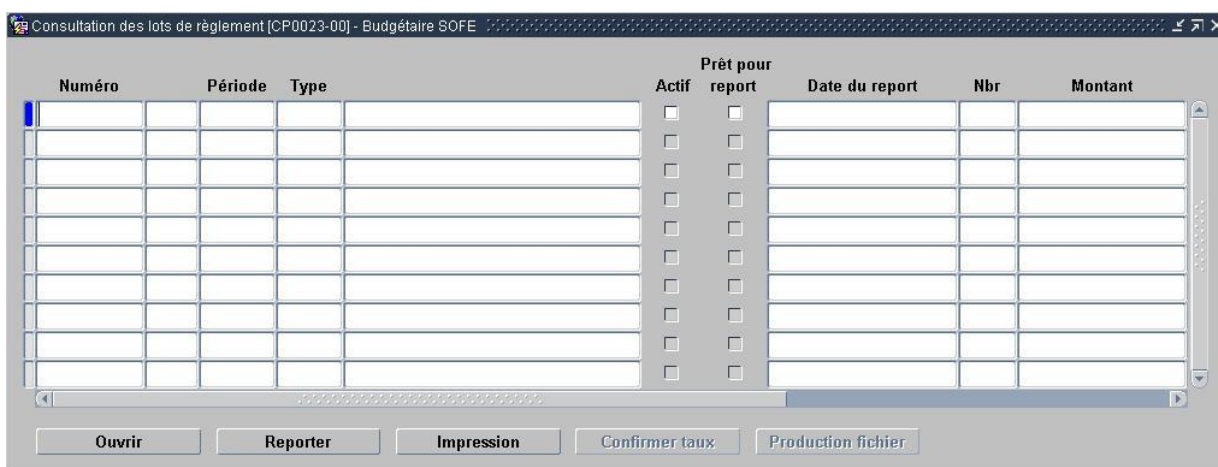 Consultation des lots de règlement [CP0023-00] - Budgétaire SOFE
Numéro Période Type Actif Prêt pour report Date du report Nbr Montant
Ouvrir Reporter Impression Confirmer taux Production fichier